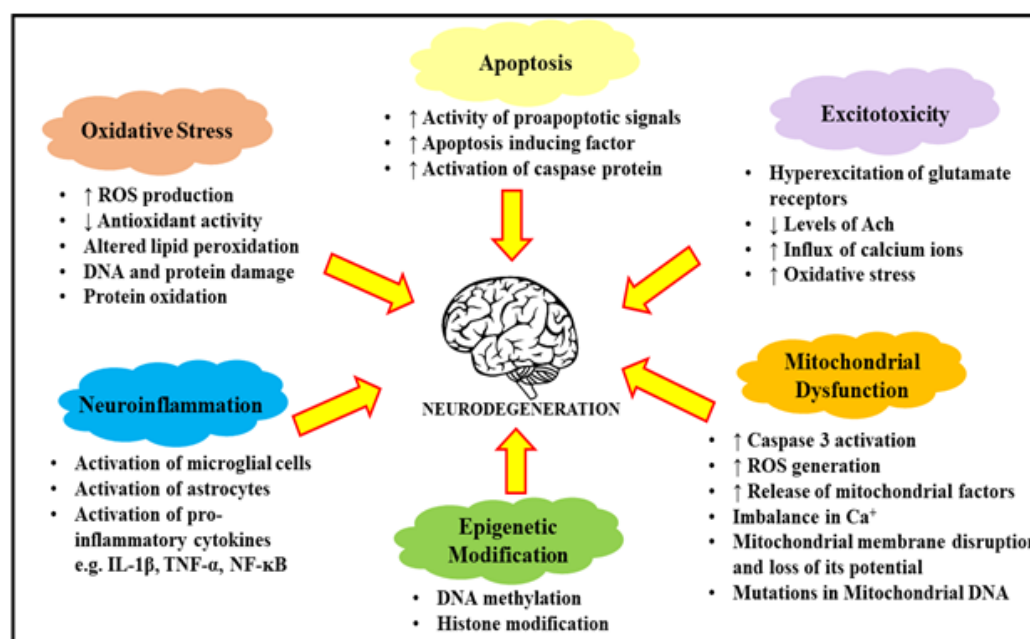 Apoptosis
• ↑ Activity of proapoptotic signals
• ↑ Apoptosis inducing factor
• ↑ Activation of caspase protein
Oxidative Stress
• ↑ ROS production
• ↓ Antioxidant activity
• Altered lipid peroxidation
• DNA and protein damage
• Protein oxidation
Excitotoxicity
• Hyperexcitation of glutamate
receptors
• ↓ Levels of Ach
• ↑ Influx of calcium ions
• ↑ Oxidative stress
NEURODEGENERATION
Neuroinflammation
• Activation of microglial cells
• Activation of astrocytes
• Activation of pro-
inflammatory cytokines
e.g. IL-1β, TNF-α, NF-κB
Mitochondrial
Dysfunction
• ↑ Caspase 3 activation
• ↑ ROS generation
• ↑ Release of mitochondrial factors
• Imbalance in Ca⁺
• Mitochondrial membrane disruption
and loss of its potential
• Mutations in Mitochondrial DNA
Epigenetic
Modification
• DNA methylation
• Histone modification